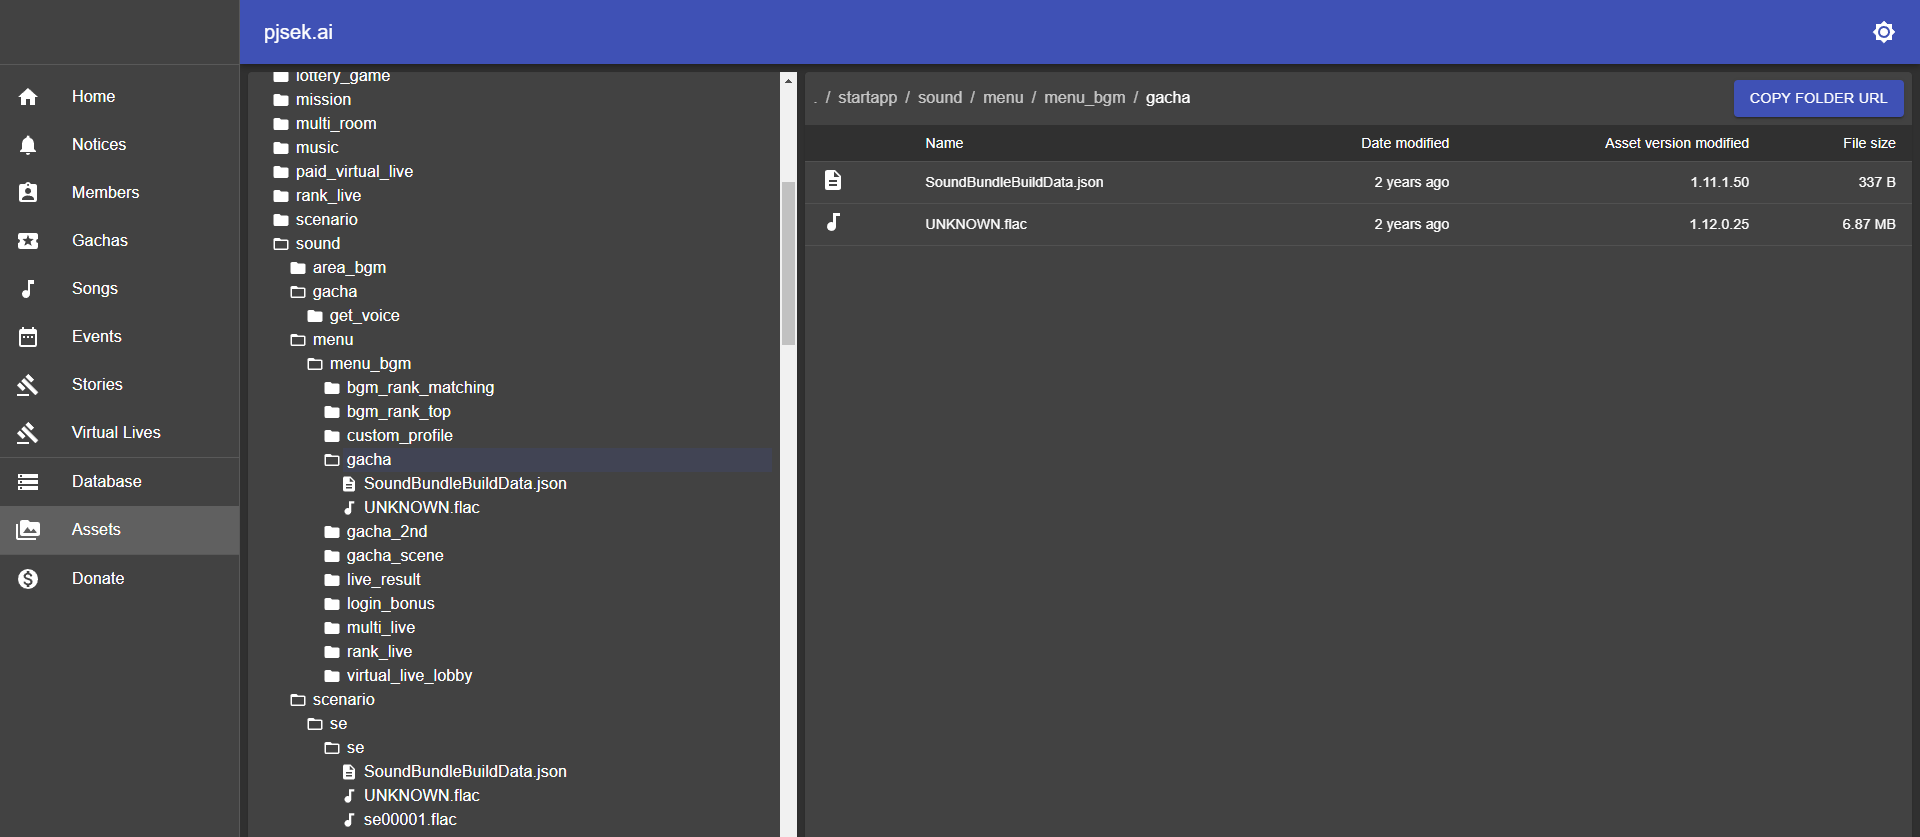 pjsek.ai
Home
Notices
Members
Gachas
Songs
Events
Stories
Virtual Lives
Database
Assets
Donate
lottery_game
mission
multi_room
music
paid_virtual_live
rank_live
scenario
sound
area_bgm
gacha
get_voice
menu
menu_bgm
bgm_rank_matching
bgm_rank_top
custom_profile
gacha
SoundBundleBuildData.json
UNKNOWN.flac
gacha_2nd
gacha_scene
live_result
login_bonus
multi_live
rank_live
virtual_live_lobby
scenario
se
se
SoundBundleBuildData.json
UNKNOWN.flac
se00001.flac
. / startapp / sound / menu / menu_bgm / gacha
COPY FOLDER URL
Name Date modified Asset version modified File size
SoundBundleBuildData.json 2 years ago 1.11.1.50 337 B
UNKNOWN.flac 2 years ago 1.12.0.25 6.87 MB